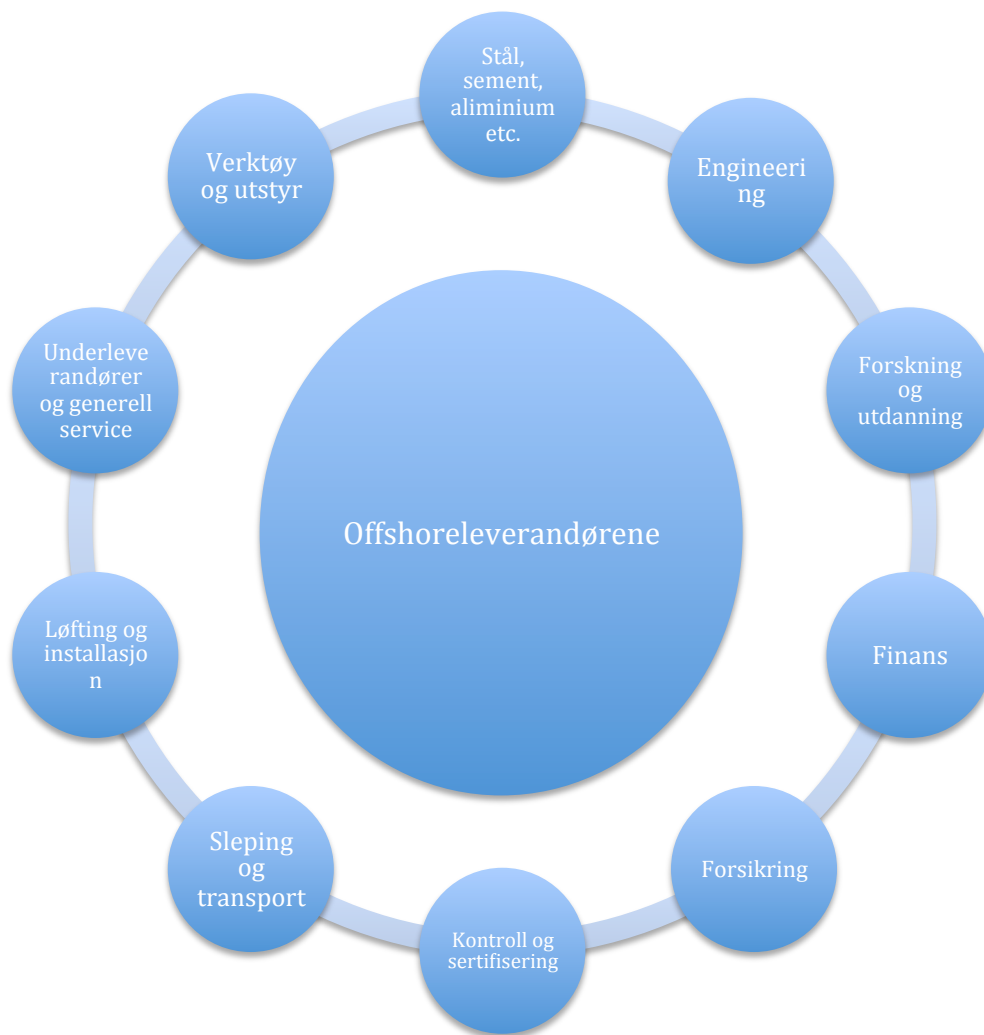 Stål,
sement,
aliminium
etc.
Engineeri
ng
Forskning
og
utdanning
Finans
Forsikring
Kontroll og
sertifisering
Sleping
og
transport
Løfting og
installasjo
n
Underleve
randører
og generell
service
Verktøy
og utstyr
Offshoreleverandørene